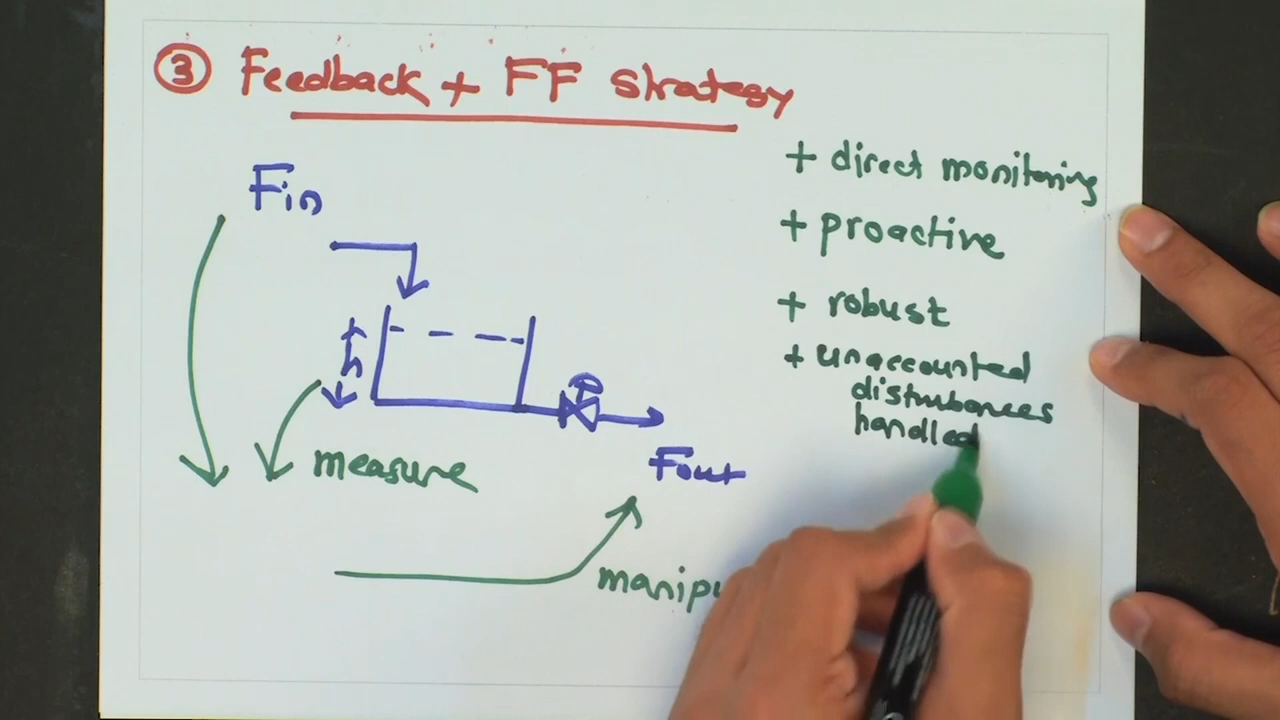 ③ Feedback + FF strategy
Fin
h
measure
Fout
+ direct monitoring
+ proactive
+ robust
+ unaccounted
disturbances
handled